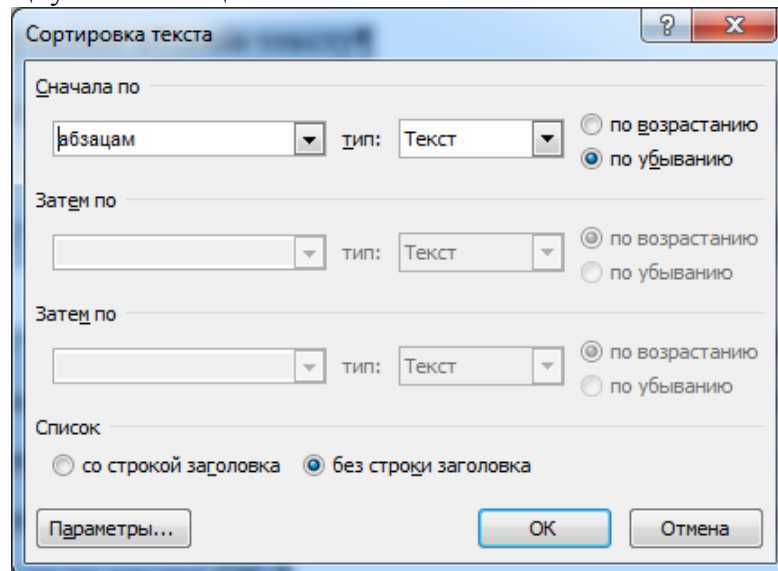 Сортировка текста
Сначала по
абзацам тип: Текст по возрастанию
по убыванию
Затем по
тип: Текст по возрастанию
по убыванию
Затем по
тип: Текст по возрастанию
по убыванию
Список
со строкой заголовка без строки заголовка
Параметры... ОК Отмена